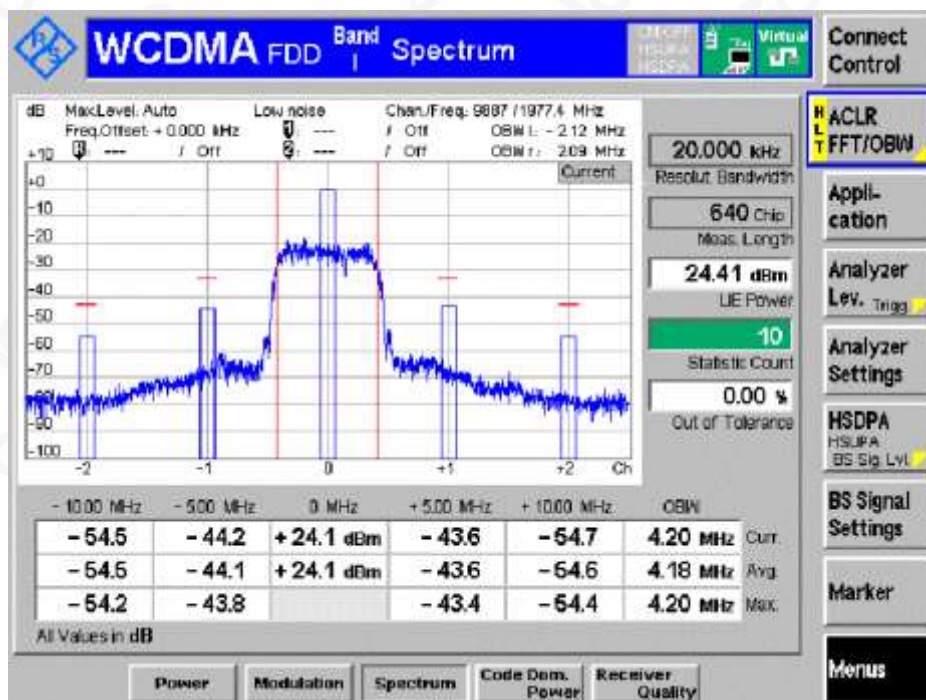 WCDMA FDD Band I Spectrum
Virtual
Connect Control
dB Max.Level: Auto Low noise Chan./Freq.: 9887 / 1977.4 MHz
Freq.Offset: + 0.000 kHz --- / Off OBW l: - 2.12 MHz
--- / Off --- OBW r: 2.09 MHz
Current
+10
+0
-10
-20
-30
-40
-50
-60
-70
-80
-90
-100
-2 -1 0 +1 +2 Ch
20.000 kHz
Resolut. Bandwidth
640 Chip
Meas. Length
24.41 dBm
UE Power
10
Statistic Count
0.00 %
Out of Tolerance
- 10.00 MHz - 5.00 MHz 0 MHz + 5.00 MHz + 10.00 MHz OBW
- 54.5 - 44.2 + 24.1 dBm - 43.6 - 54.7 4.20 MHz Curr.
- 54.5 - 44.1 + 24.1 dBm - 43.6 - 54.6 4.18 MHz Avg.
- 54.2 - 43.8 - 43.4 - 54.4 4.20 MHz Max.
All Values in dB
HLT ACLR
FFT/OBW
Appli-
cation
Analyzer
Lev. Trigg.
Analyzer
Settings
HSDPA
HSUPA
BS Sig. Lvl.
BS Signal
Settings
Marker
Menus
Power Modulation Spectrum Code Dom. Power Receiver Quality